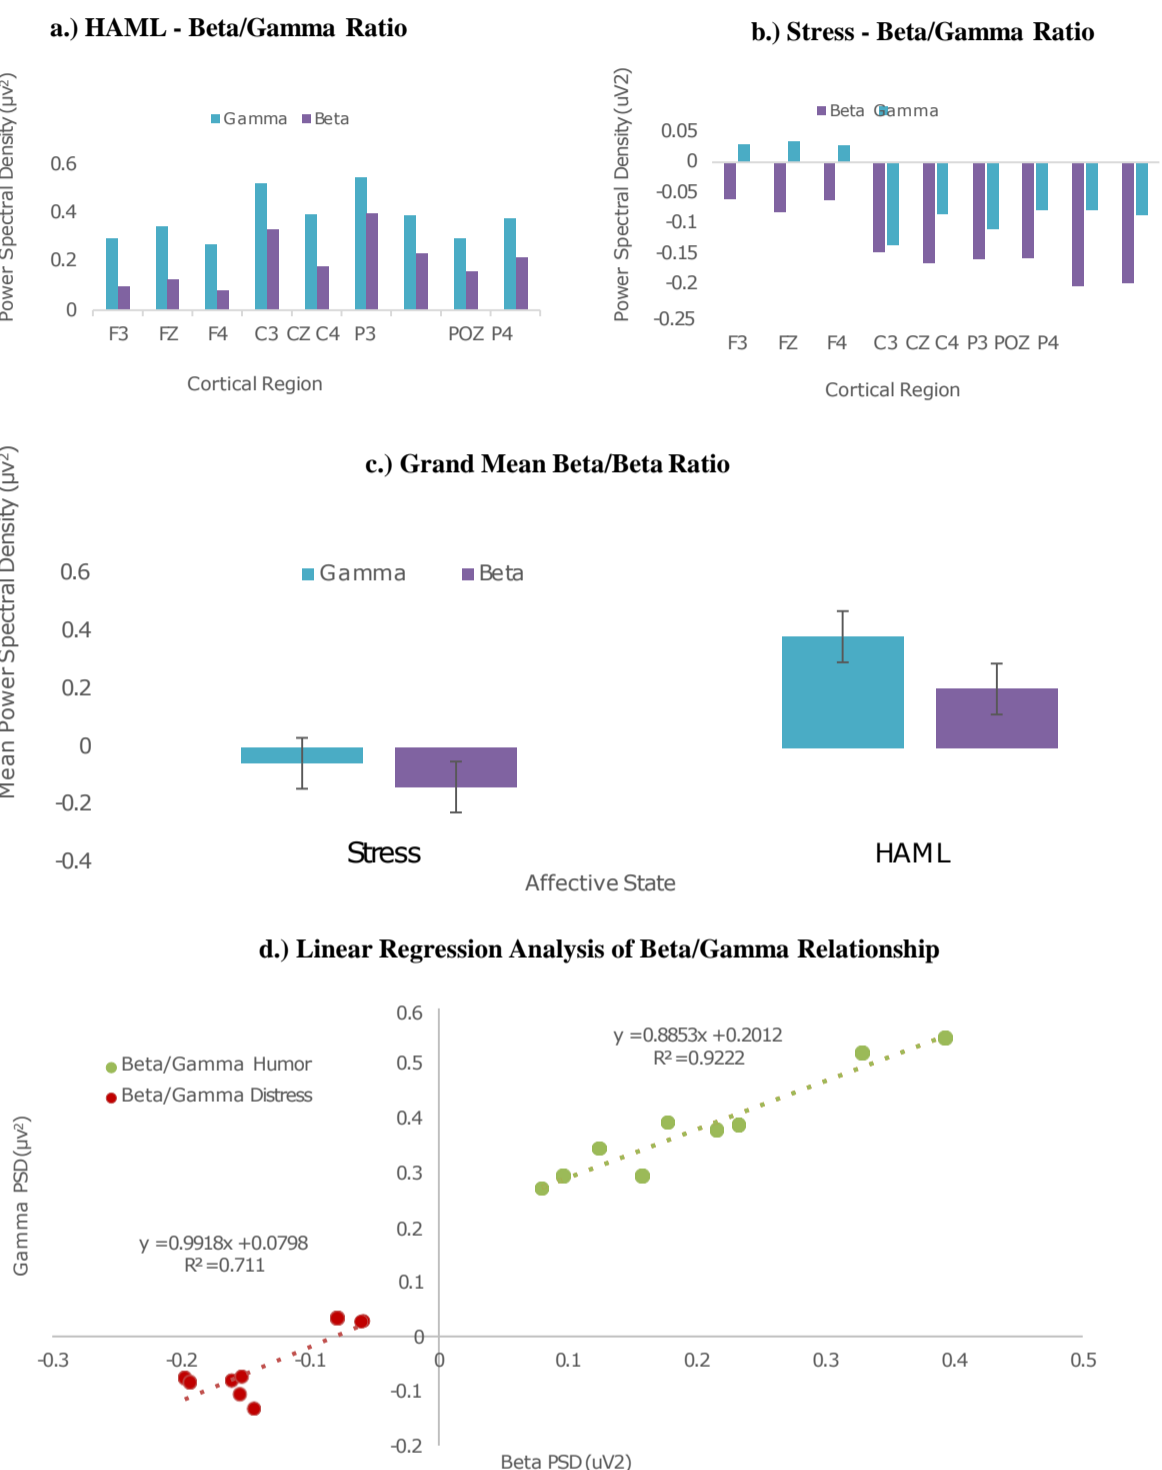 a.) HAML - Beta/Gamma Ratio
Power Spectral Density (μv²)
Gamma Beta
0.6
0.4
0.2
0
F3 FZ F4 C3 CZ C4 P3 POZ P4
Cortical Region
b.) Stress - Beta/Gamma Ratio
Power Spectral Density (uV2)
Beta Gamma
0.05
0
-0.05
-0.1
-0.15
-0.2
-0.25
F3 FZ F4 C3 CZ C4 P3 POZ P4
Cortical Region
c.) Grand Mean Beta/Beta Ratio
Mean Power Spectral Density (μv²)
Gamma Beta
0.6
0.4
0.2
0
-0.2
-0.4
Stress HAML
Affective State
d.) Linear Regression Analysis of Beta/Gamma Relationship
Gamma PSD (μv²)
Beta/Gamma Humor
Beta/Gamma Distress
y =0.8853x +0.2012
R² =0.9222
y =0.9918x +0.0798
R² =0.711
0.6
0.5
0.4
0.3
0.2
0.1
0
-0.1
-0.2
-0.3 -0.2 -0.1 0 0.1 0.2 0.3 0.4 0.5
Beta PSD (uV2)